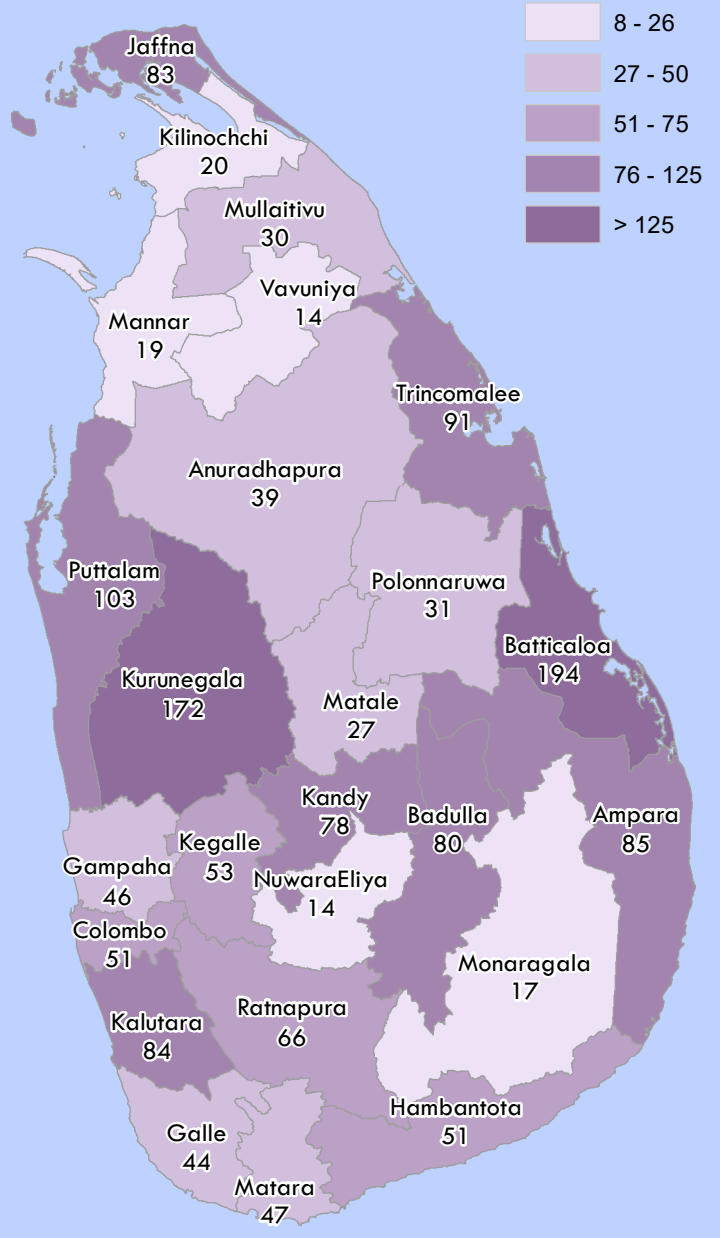 8 - 26
27 - 50
51 - 75
76 - 125
> 125
Jaffna
83
Kilinochchi
20
Mullaitivu
30
Vavuniya
14
Mannar
19
Trincomalee
91
Anuradhapura
39
Puttalam
103
Polonnaruwa
31
Batticaloa
194
Kurunegala
172
Matale
27
Kandy
78
Badulla
80
Ampara
85
Kegalle
53
Gampaha
46
NuwaraEliya
14
Colombo
51
Monaragala
17
Ratnapura
66
Kalutara
84
Hambantota
51
Galle
44
Matara
47